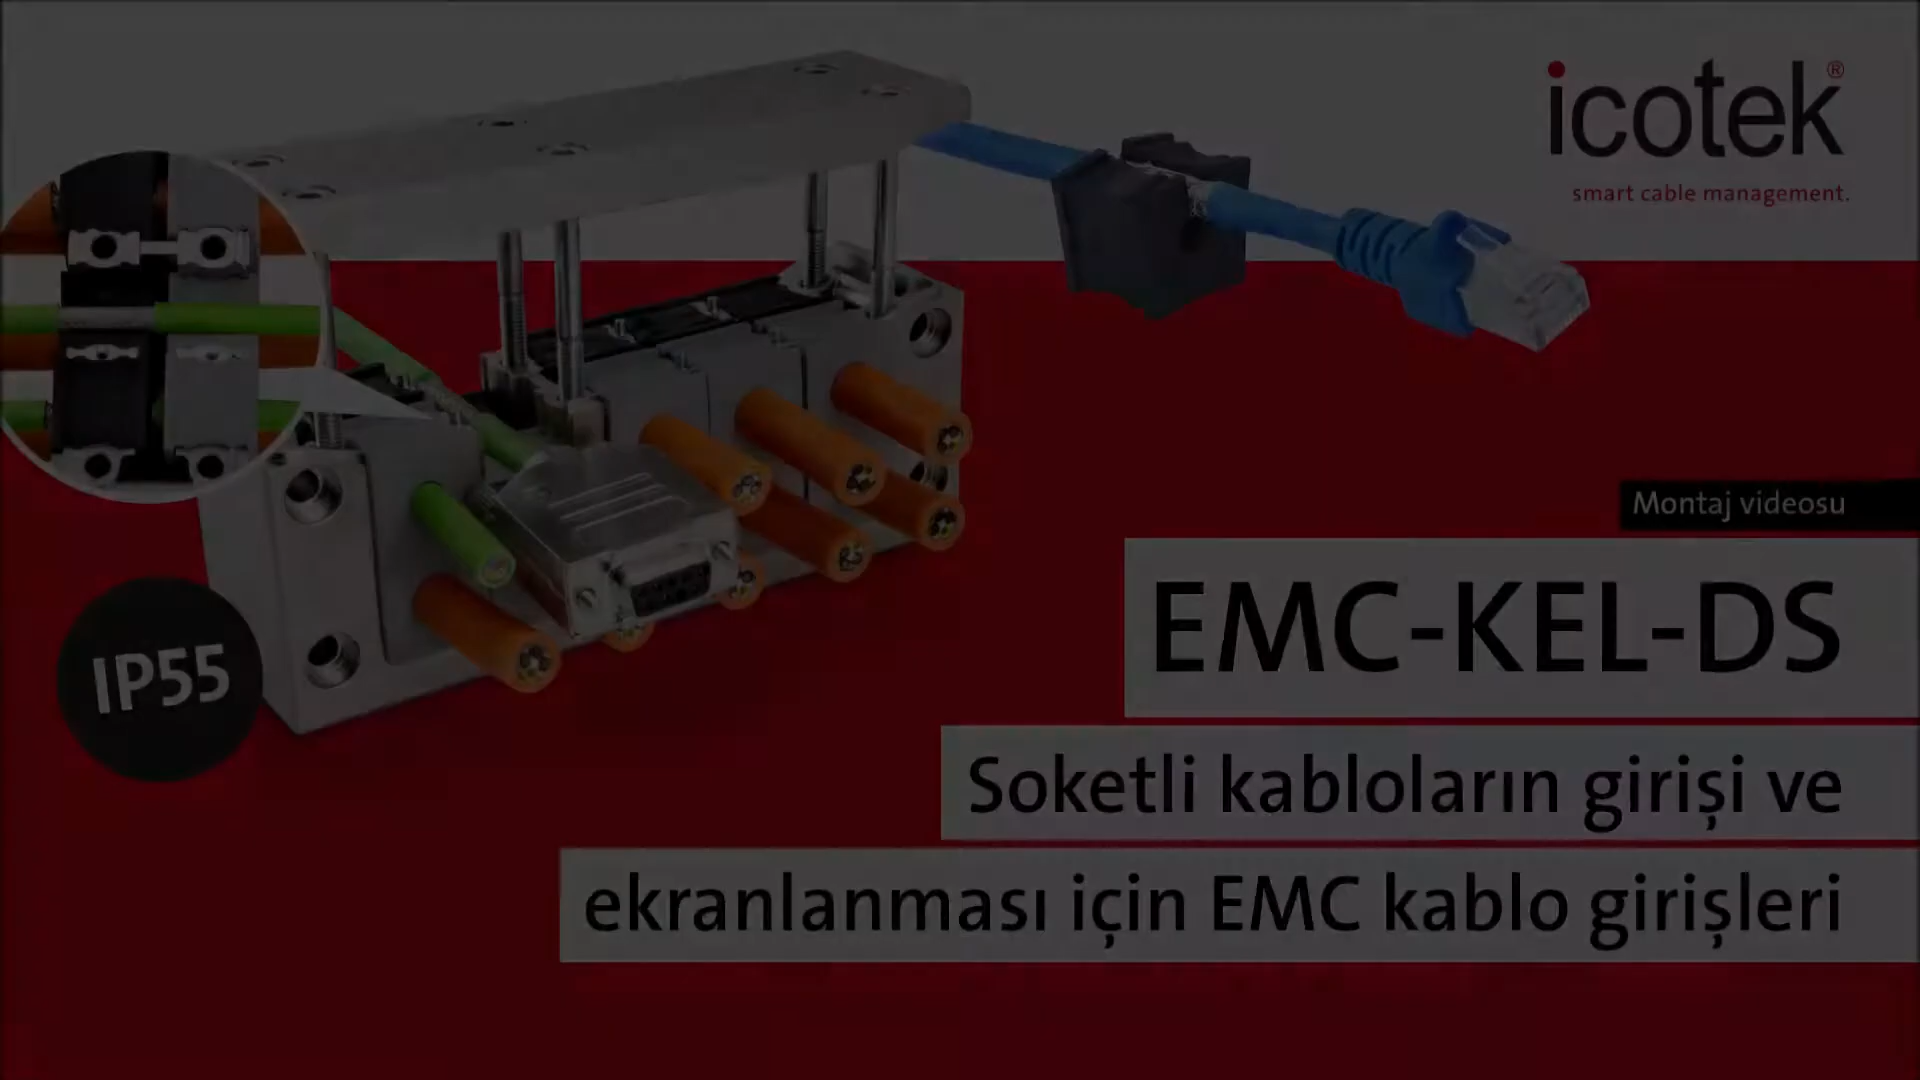 icotek®
smart cable management.
Montaj videosu
IP55
EMC-KEL-DS
Soketli kabloların girişi ve
ekranlanması için EMC kablo girişleri